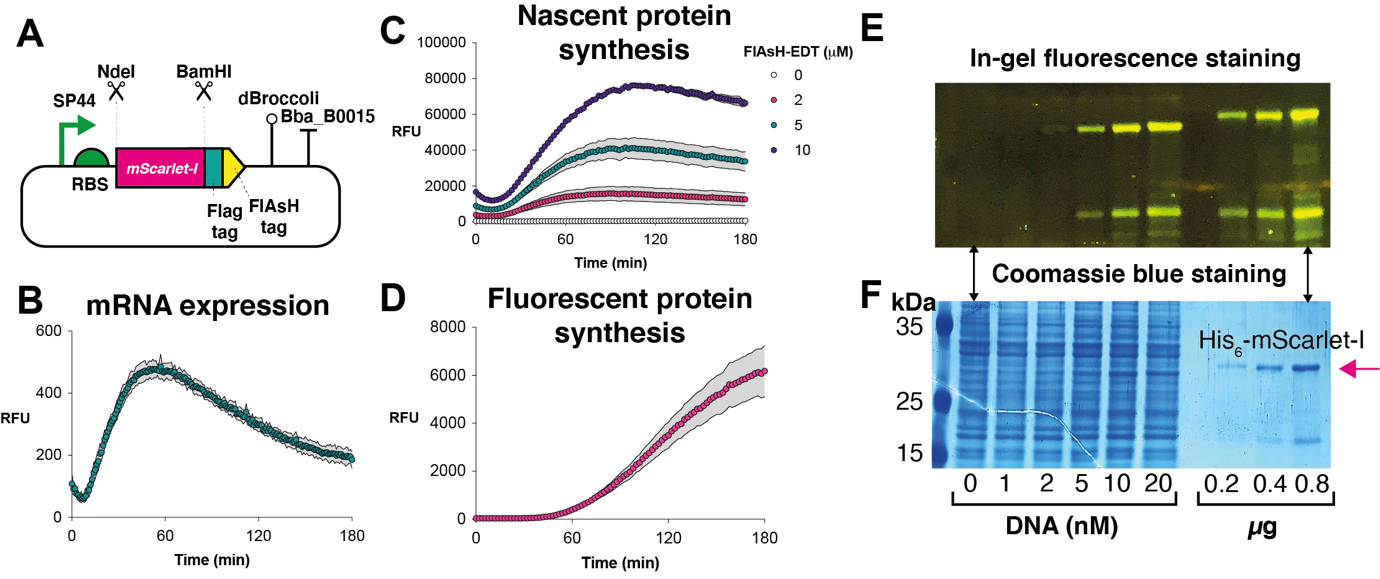 A
NdeI
BamHI
SP44
dBroccoli
Bba_B0015
mScarlet-I
RBS
Flag
tag
FlAsH
tag
B
mRNA expression
600
400
RFU
200
0
0
60
120
180
Time (min)
C
Nascent protein
synthesis
FlAsH-EDT (µM)
0
2
5
10
100000
80000
60000
RFU
40000
20000
0
0
60
120
180
Time (min)
D
Fluorescent protein
synthesis
8000
6000
RFU
4000
2000
0
0
60
120
180
Time (min)
E
In-gel fluorescence staining
Coomassie blue staining
F
kDa
35
His6-mScarlet-I
25
15
0 1 2 5 10 20
0.2 0.4 0.8
DNA (nM)
µg